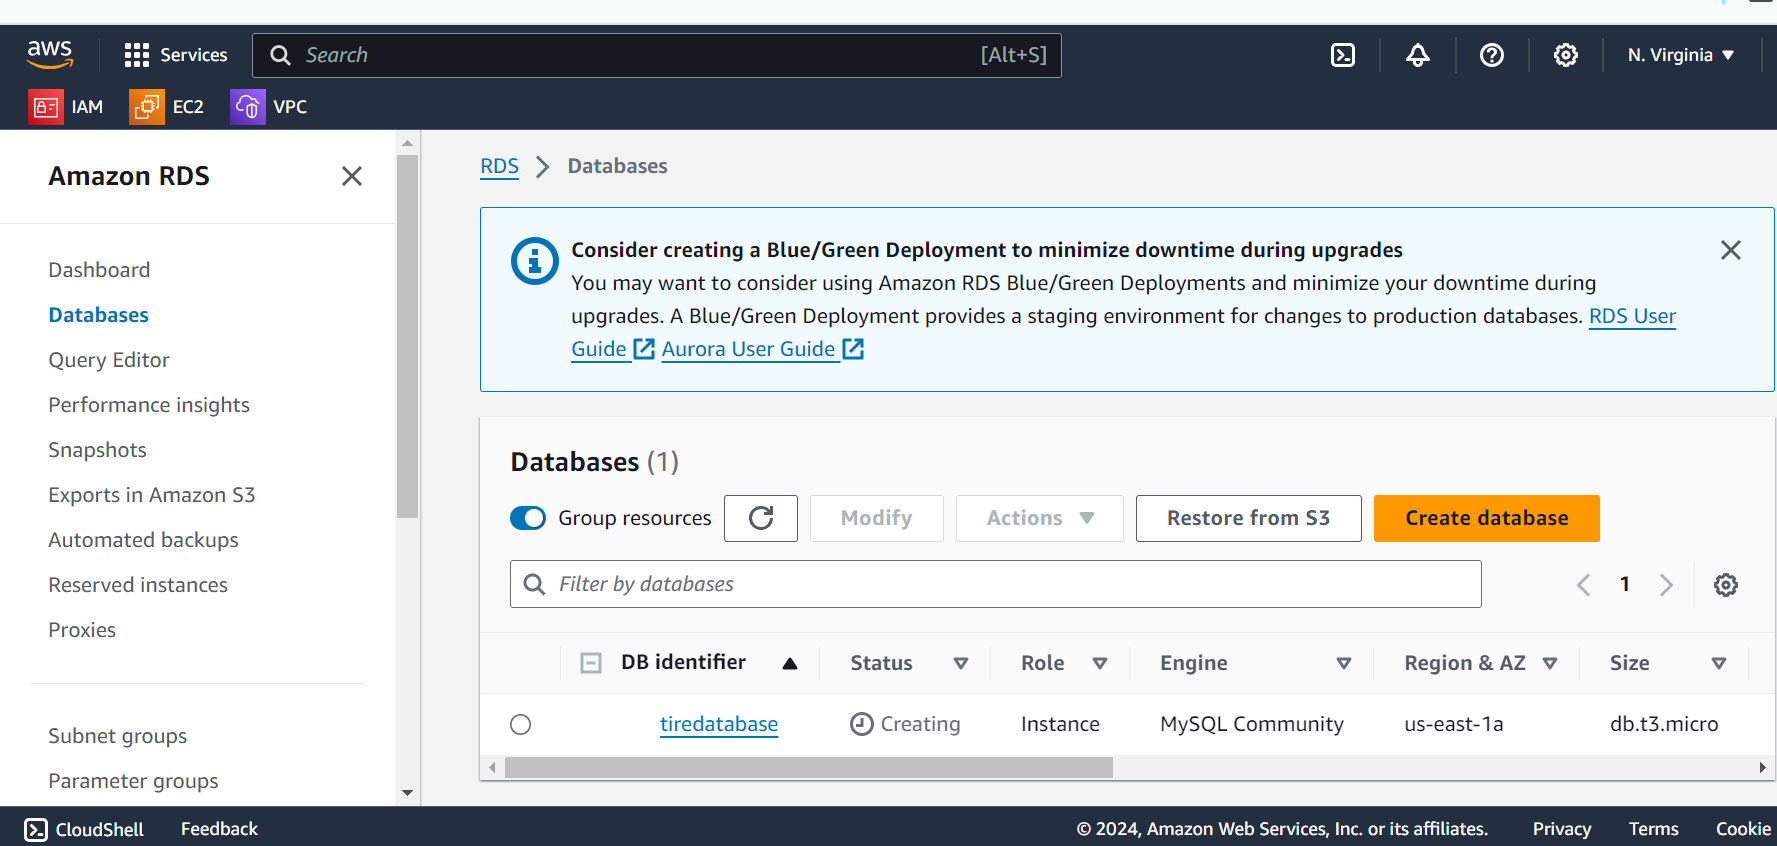 aws
Services
Search
[Alt+S]
N. Virginia
IAM
EC2
VPC
Amazon RDS
Dashboard
Databases
Query Editor
Performance insights
Snapshots
Exports in Amazon S3
Automated backups
Reserved instances
Proxies
Subnet groups
Parameter groups
RDS
Databases
Consider creating a Blue/Green Deployment to minimize downtime during upgrades
You may want to consider using Amazon RDS Blue/Green Deployments and minimize your downtime during
upgrades. A Blue/Green Deployment provides a staging environment for changes to production databases. RDS User
Guide Aurora User Guide
Databases (1)
Group resources
Modify
Actions
Restore from S3
Create database
Filter by databases
1
DB identifier Status Role Engine Region & AZ Size
tiredatabase Creating Instance MySQL Community us-east-1a db.t3.micro
CloudShell
Feedback
© 2024, Amazon Web Services, Inc. or its affiliates.
Privacy
Terms
Cookie